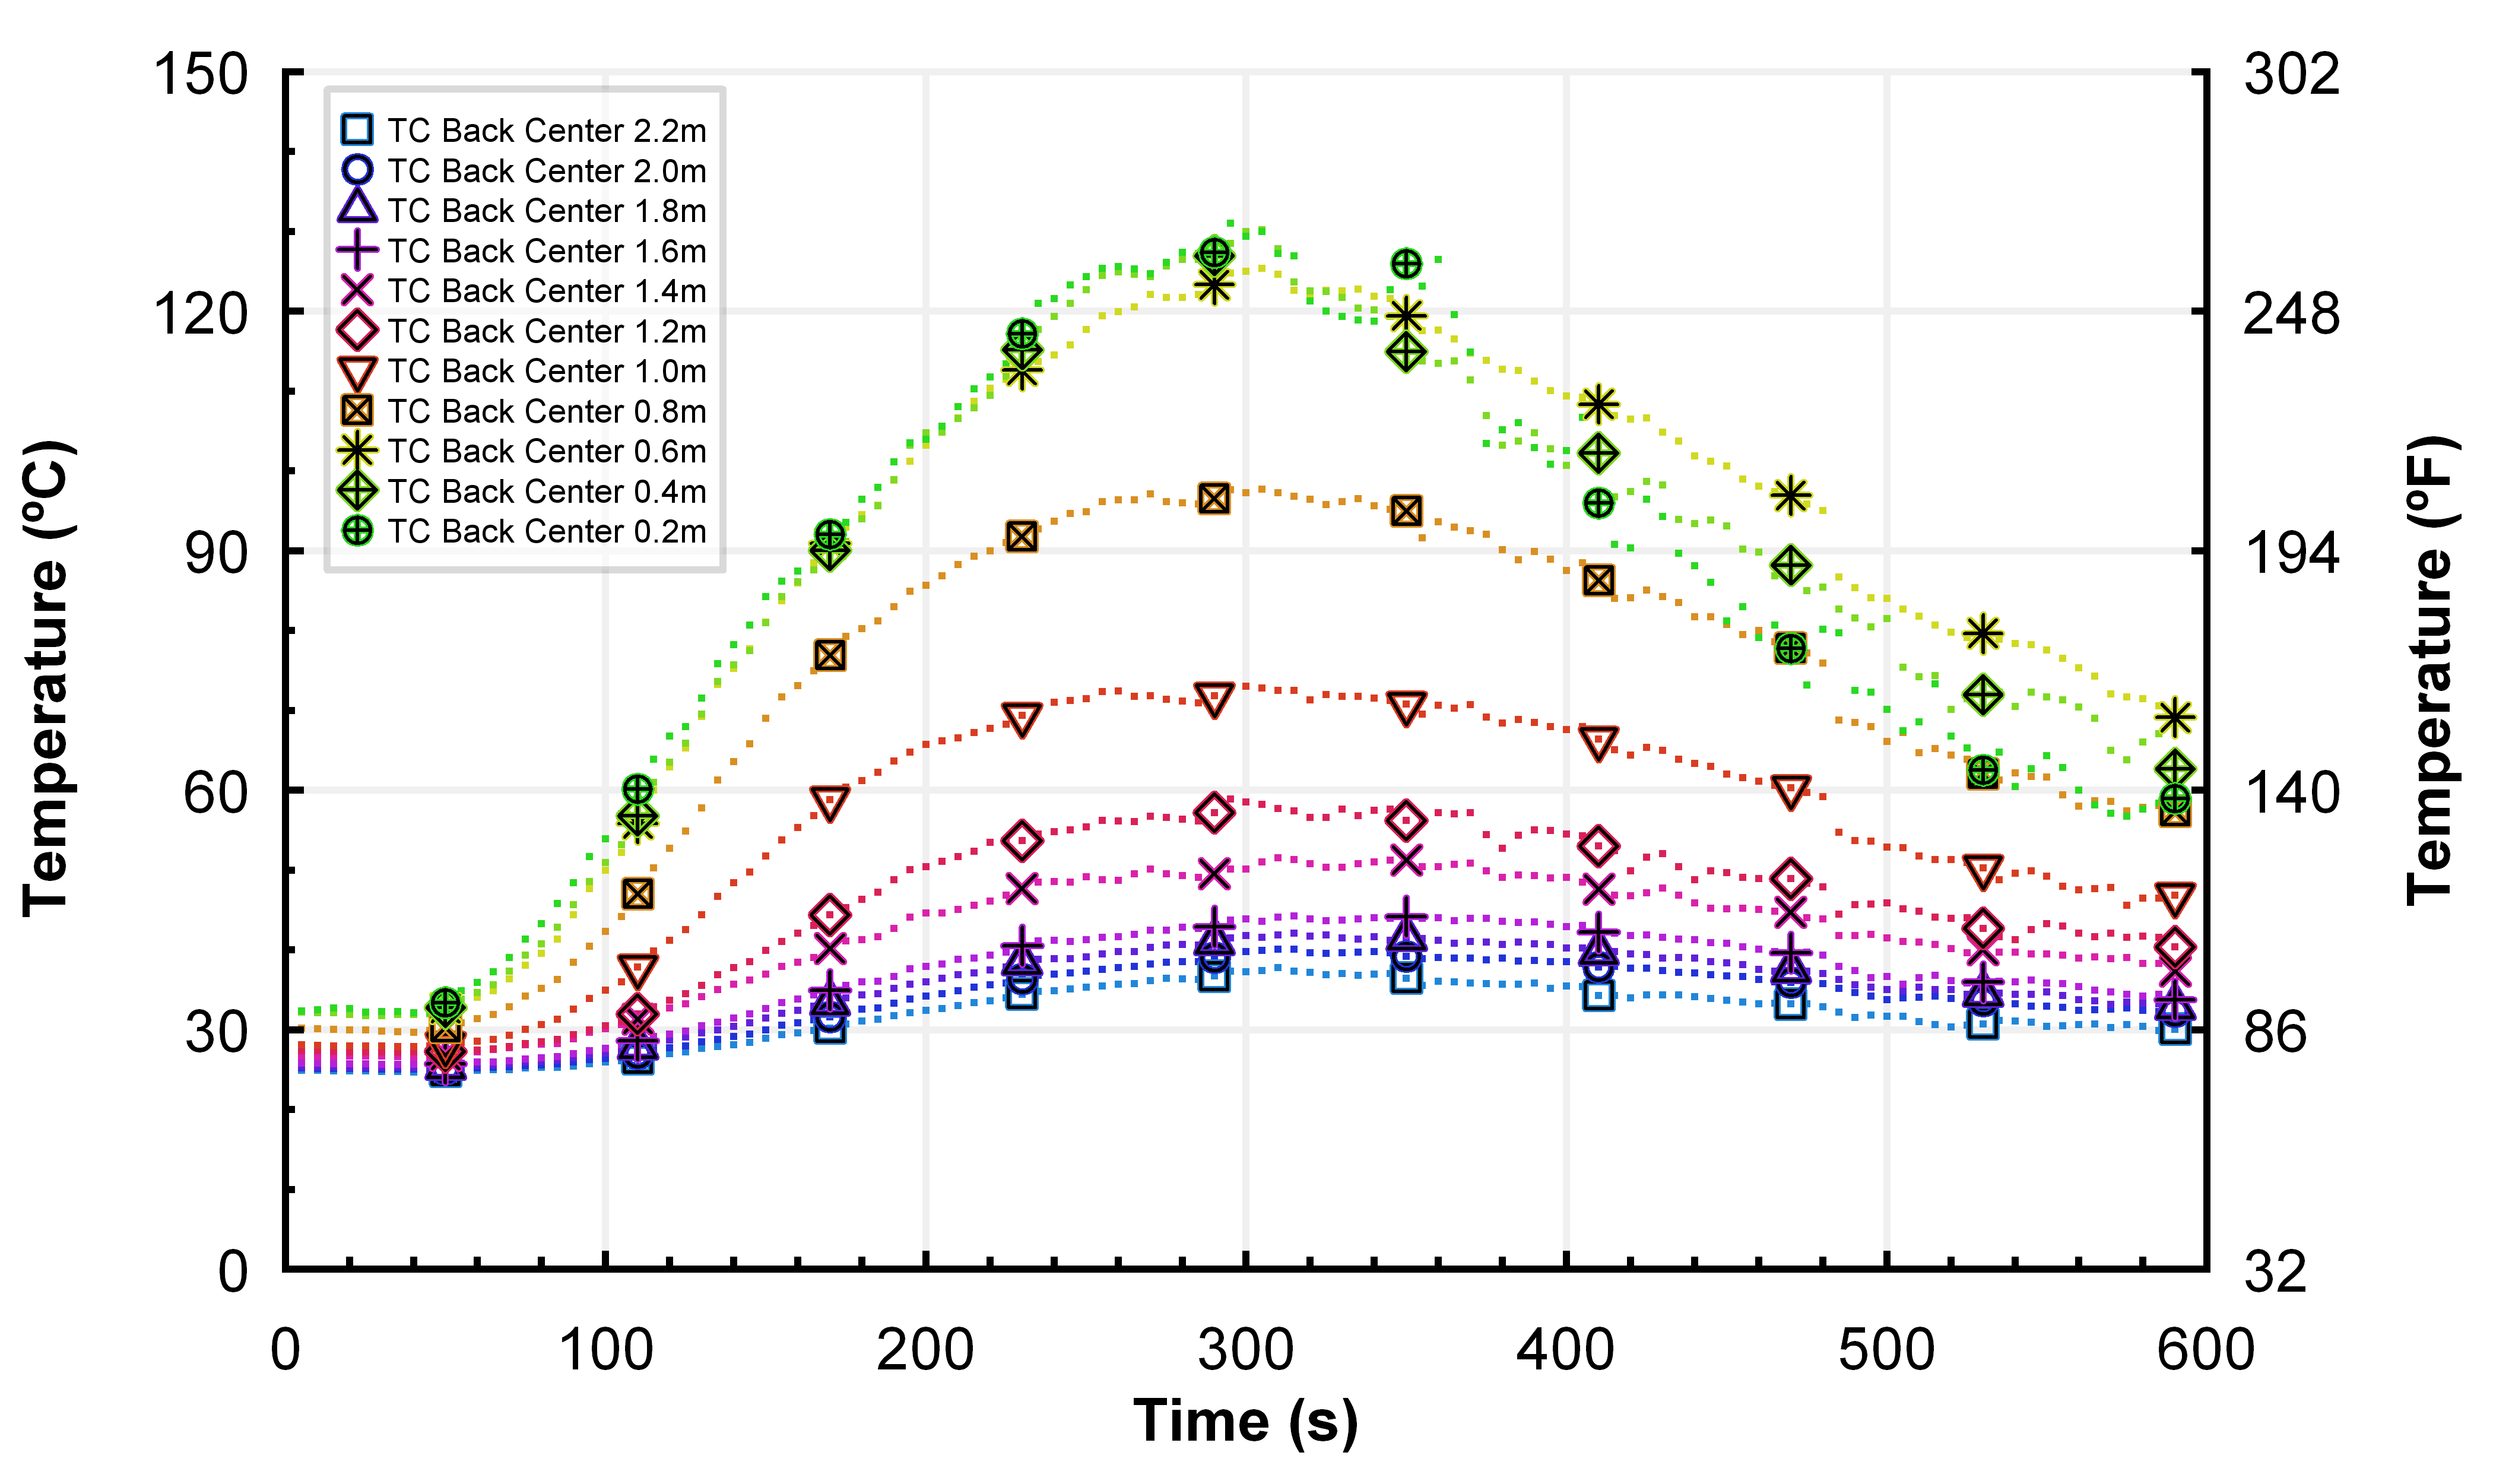 150
120
90
60
30
0
Temperature (ºC)
TC Back Center 2.2m
TC Back Center 2.0m
TC Back Center 1.8m
TC Back Center 1.6m
TC Back Center 1.4m
TC Back Center 1.2m
TC Back Center 1.0m
TC Back Center 0.8m
TC Back Center 0.6m
TC Back Center 0.4m
TC Back Center 0.2m
302
248
194
140
86
32
Temperature (ºF)
0 100 200 300 400 500 600
Time (s)